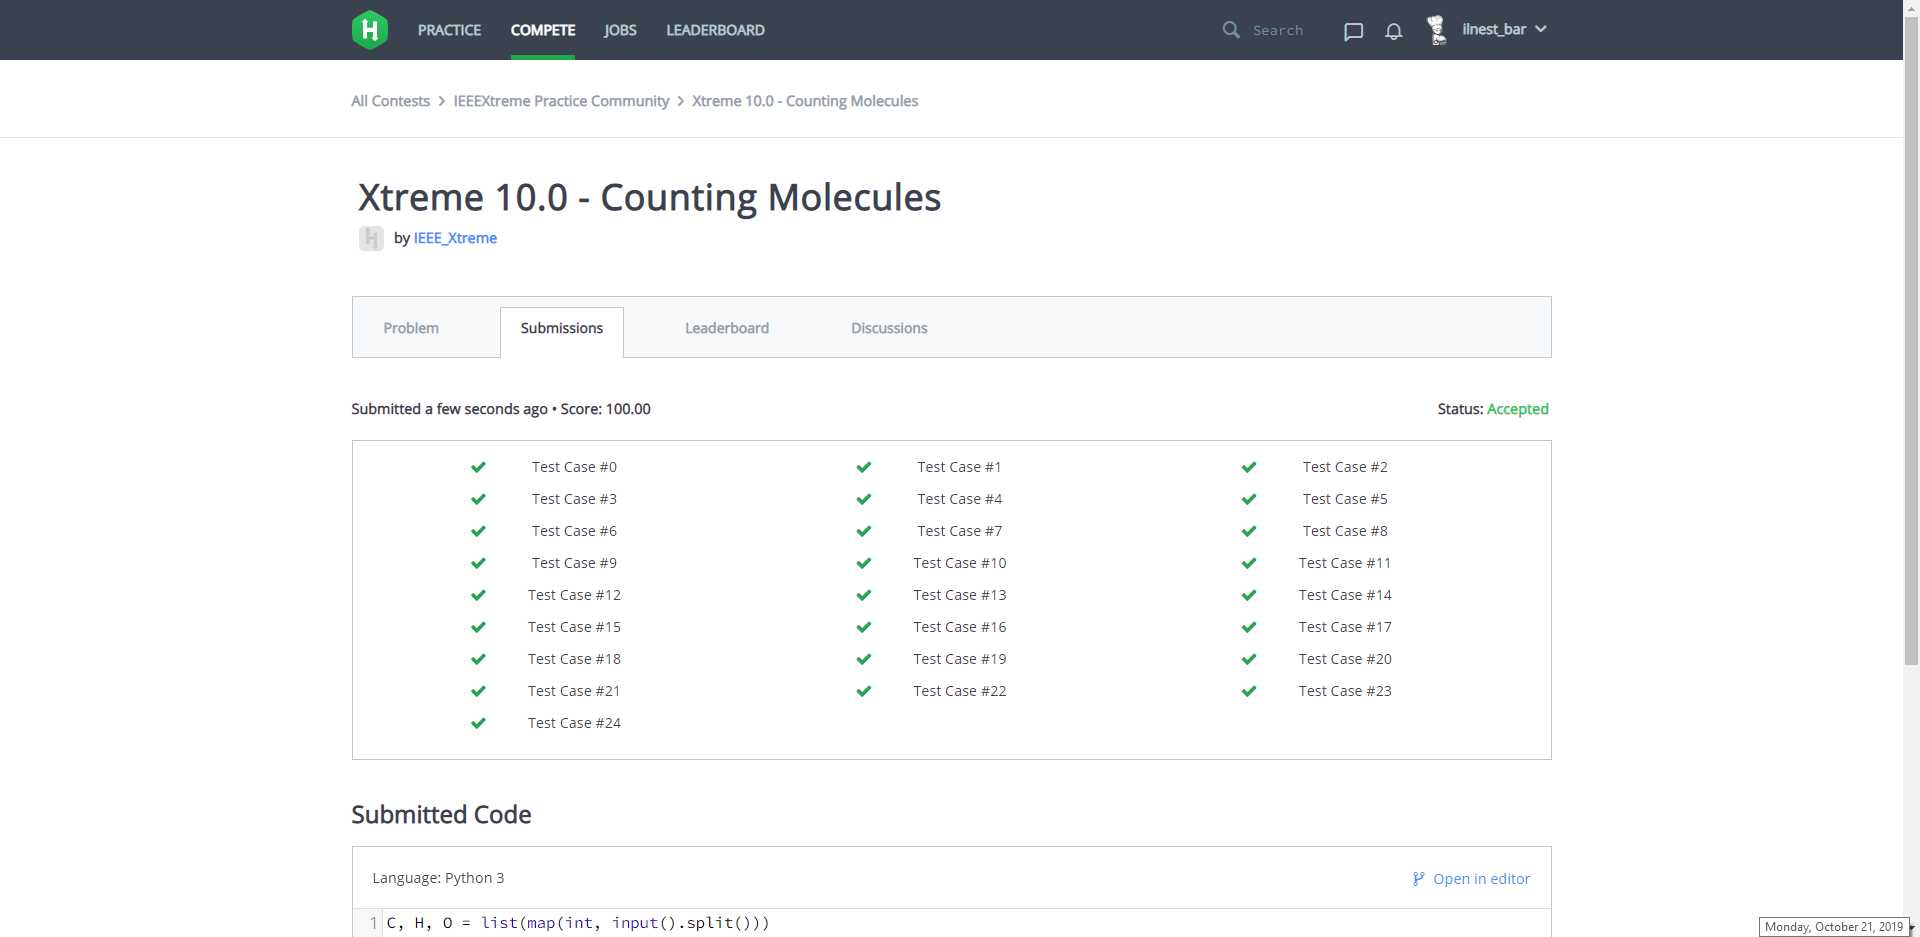 PRACTICE COMPETE JOBS LEADERBOARD Search ilnest_bar
All Contests > IEEEXtreme Practice Community > Xtreme 10.0 - Counting Molecules
Xtreme 10.0 - Counting Molecules
by IEEE_Xtreme
Problem Submissions Leaderboard Discussions
Submitted a few seconds ago • Score: 100.00 Status: Accepted
Test Case #0 Test Case #1 Test Case #2
Test Case #3 Test Case #4 Test Case #5
Test Case #6 Test Case #7 Test Case #8
Test Case #9 Test Case #10 Test Case #11
Test Case #12 Test Case #13 Test Case #14
Test Case #15 Test Case #16 Test Case #17
Test Case #18 Test Case #19 Test Case #20
Test Case #21 Test Case #22 Test Case #23
Test Case #24
Submitted Code
Language: Python 3 Open in editor
1 C, H, O = list(map(int, input().split()))
Monday, October 21, 2019